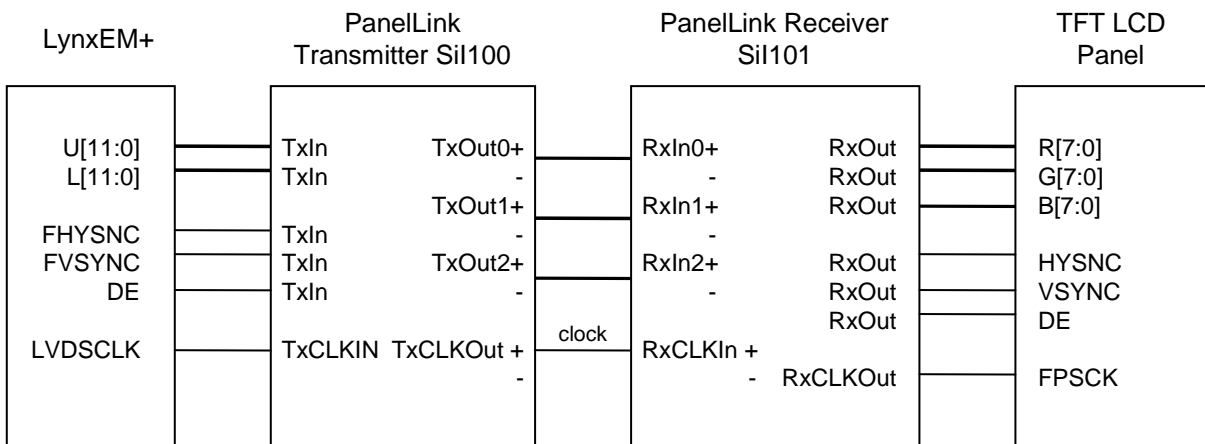 LynxEM+ PanelLink Transmitter SiI100 PanelLink Receiver SiI101 TFT LCD Panel
U[11:0] TxIn TxOut0+ RxIn0+ RxOut R[7:0]
L[11:0] TxIn - - RxOut G[7:0]
TxOut1+ RxIn1+ RxOut B[7:0]
FHYSNC TxIn - -
FVSYNC TxIn TxOut2+ RxIn2+ RxOut HYSNC
DE TxIn - - RxOut VSYNC
RxOut DE
clock
LVDSCLK TxCLKIN TxCLKOut + RxCLKIn +
- - RxCLKOut FPSCK